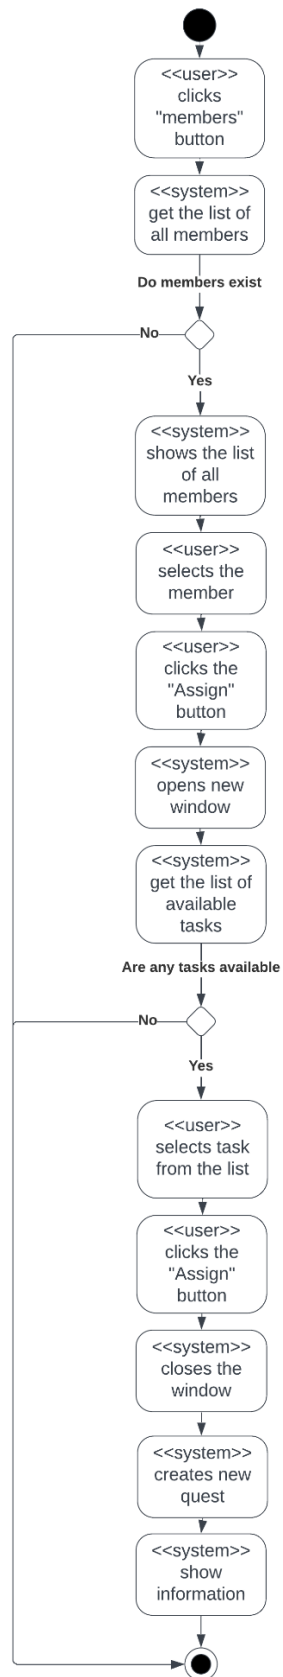 <<user>>
clicks
"members"
button
<<system>>
get the list of
all members
Do members exist
No
Yes
<<system>>
shows the list
of all
members
<<user>>
selects the
member
<<user>>
clicks the
"Assign"
button
<<system>>
opens new
window
<<system>>
get the list of
available
tasks
Are any tasks available
No
Yes
<<user>>
selects task
from the list
<<user>>
clicks the
"Assign"
button
<<system>>
closes the
window
<<system>>
creates new
quest
<<system>>
show
information